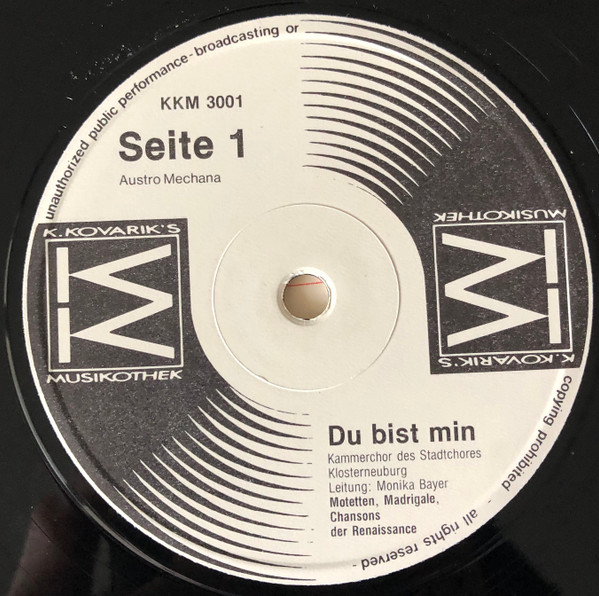 unauthorized public performance - broadcasting or
KKM 3001
Seite 1
Austro Mechana
K.KOVARIK'S
MUSIKOTHEK
K.KOVARIK'S
MUSIKOTHEK
Du bist min
Kammerchor des Stadtchores
Klosterneuburg
Leitung: Monika Bayer
Motetten, Madrigale,
Chansons
der Renaissance
copying prohibited - all rights reserved -